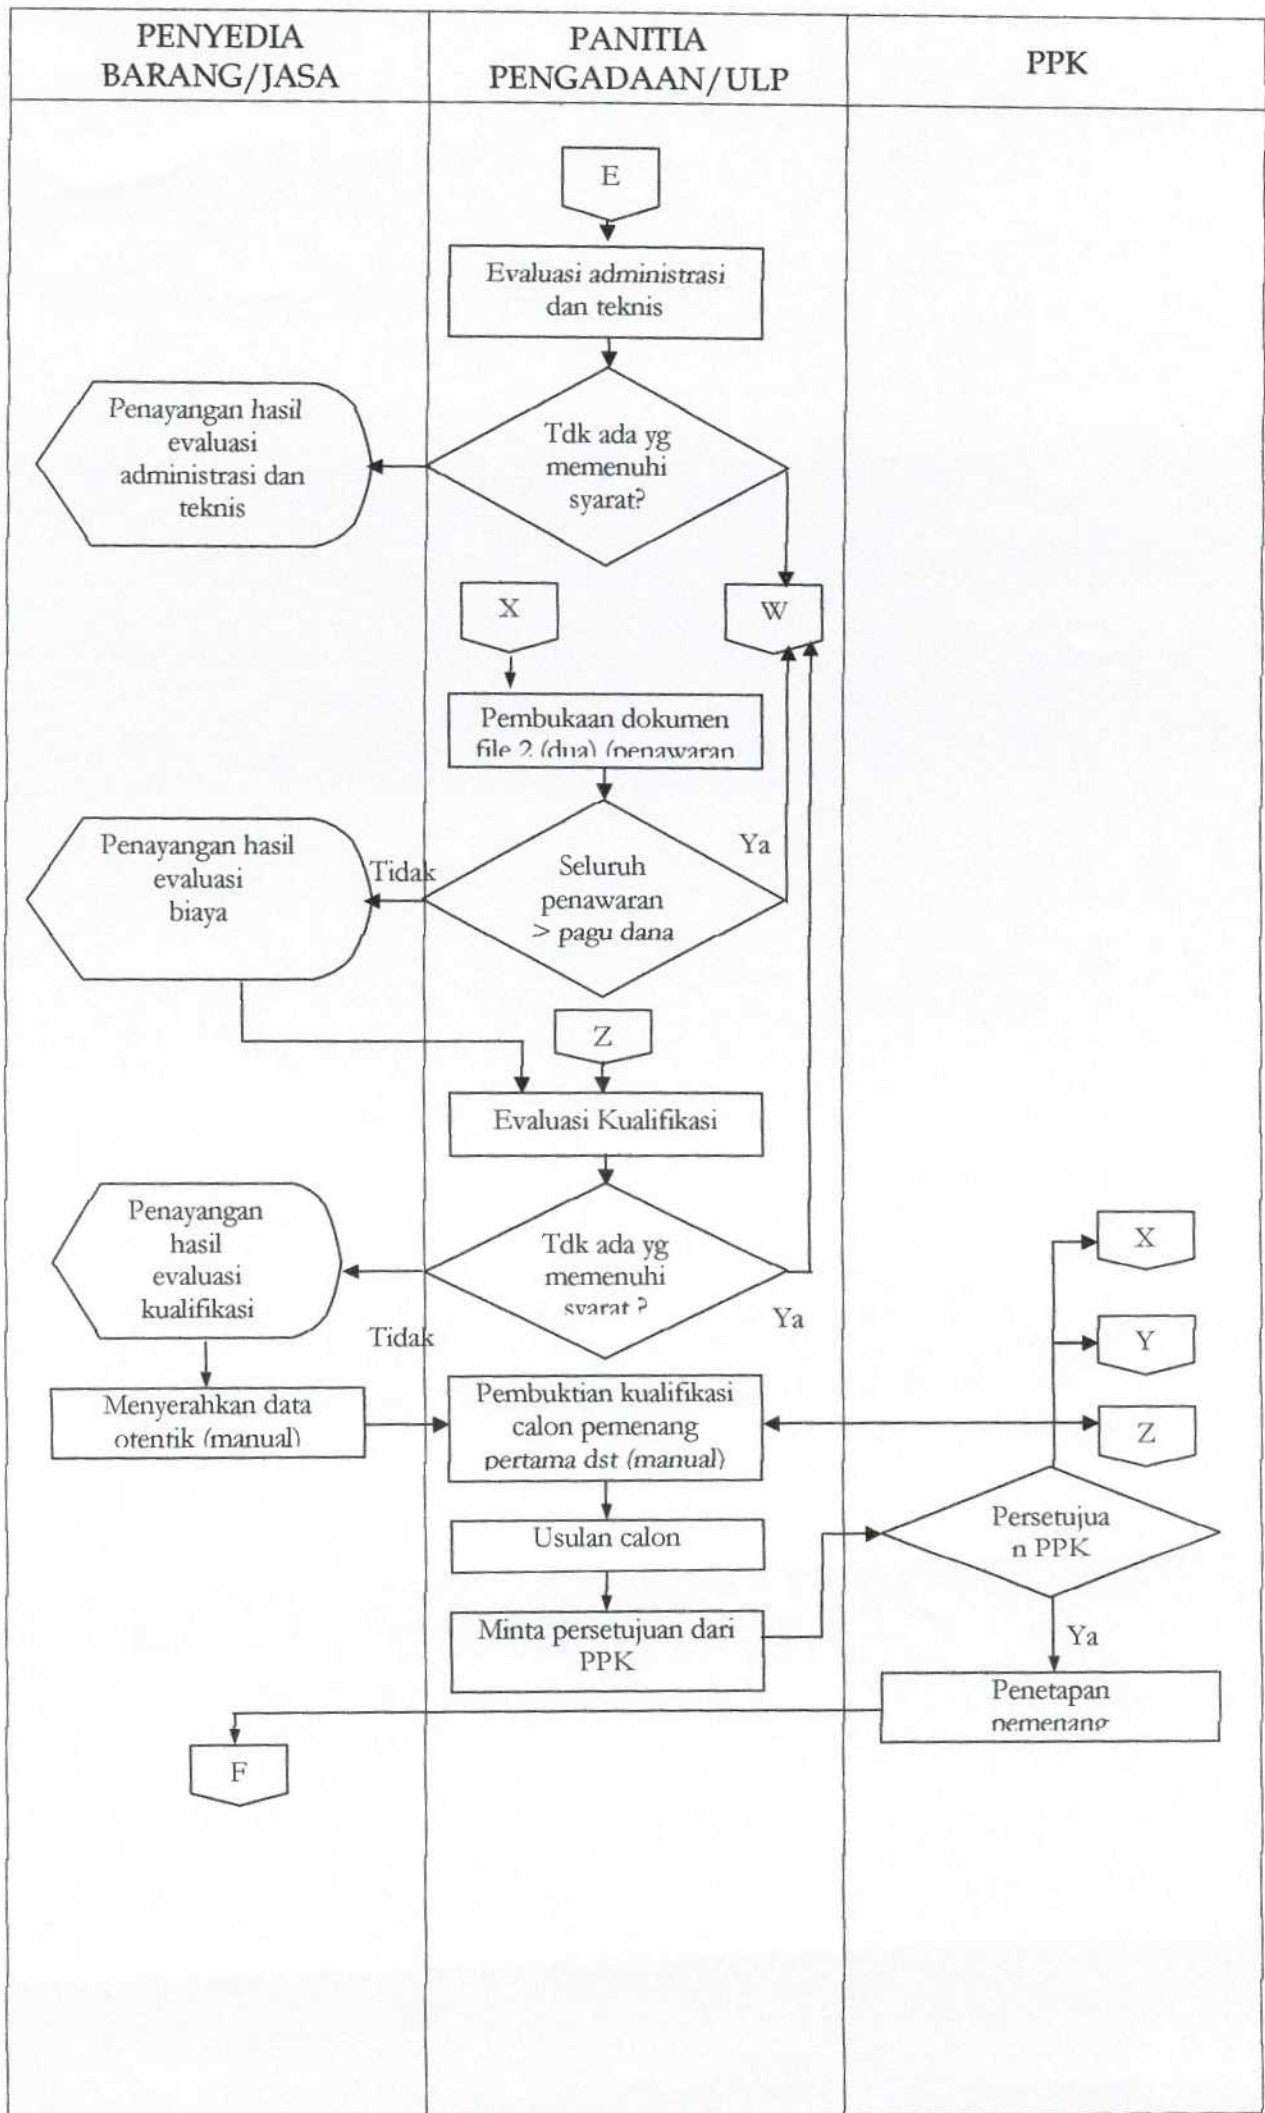 PENYEDIA
BARANG/JASA
PANITIA
PENGADAAN/ULP
PPK
E
Evaluasi administrasi
dan teknis
Penayangan hasil
evaluasi
administrasi dan
teknis
Tdk ada yg
memenuhi
syarat?
X
W
Pembukaan dokumen
file 2 (dua) (penawaran
Penayangan hasil
evaluasi
biaya
Tidak
Seluruh
penawaran
> pagu dana
Ya
Z
Evaluasi Kualifikasi
Penayangan
hasil
evaluasi
kualifikasi
Tidak
Tdk ada yg
memenuhi
syarat ?
Ya
X
Y
Z
Menyerahkan data
otentik (manual)
Pembuktian kualifikasi
calon pemenang
pertama dst (manual)
Usulan calon
Minta persetujuan dari
PPK
Persetujua
n PPK
Ya
Penetapan
pemenang
F